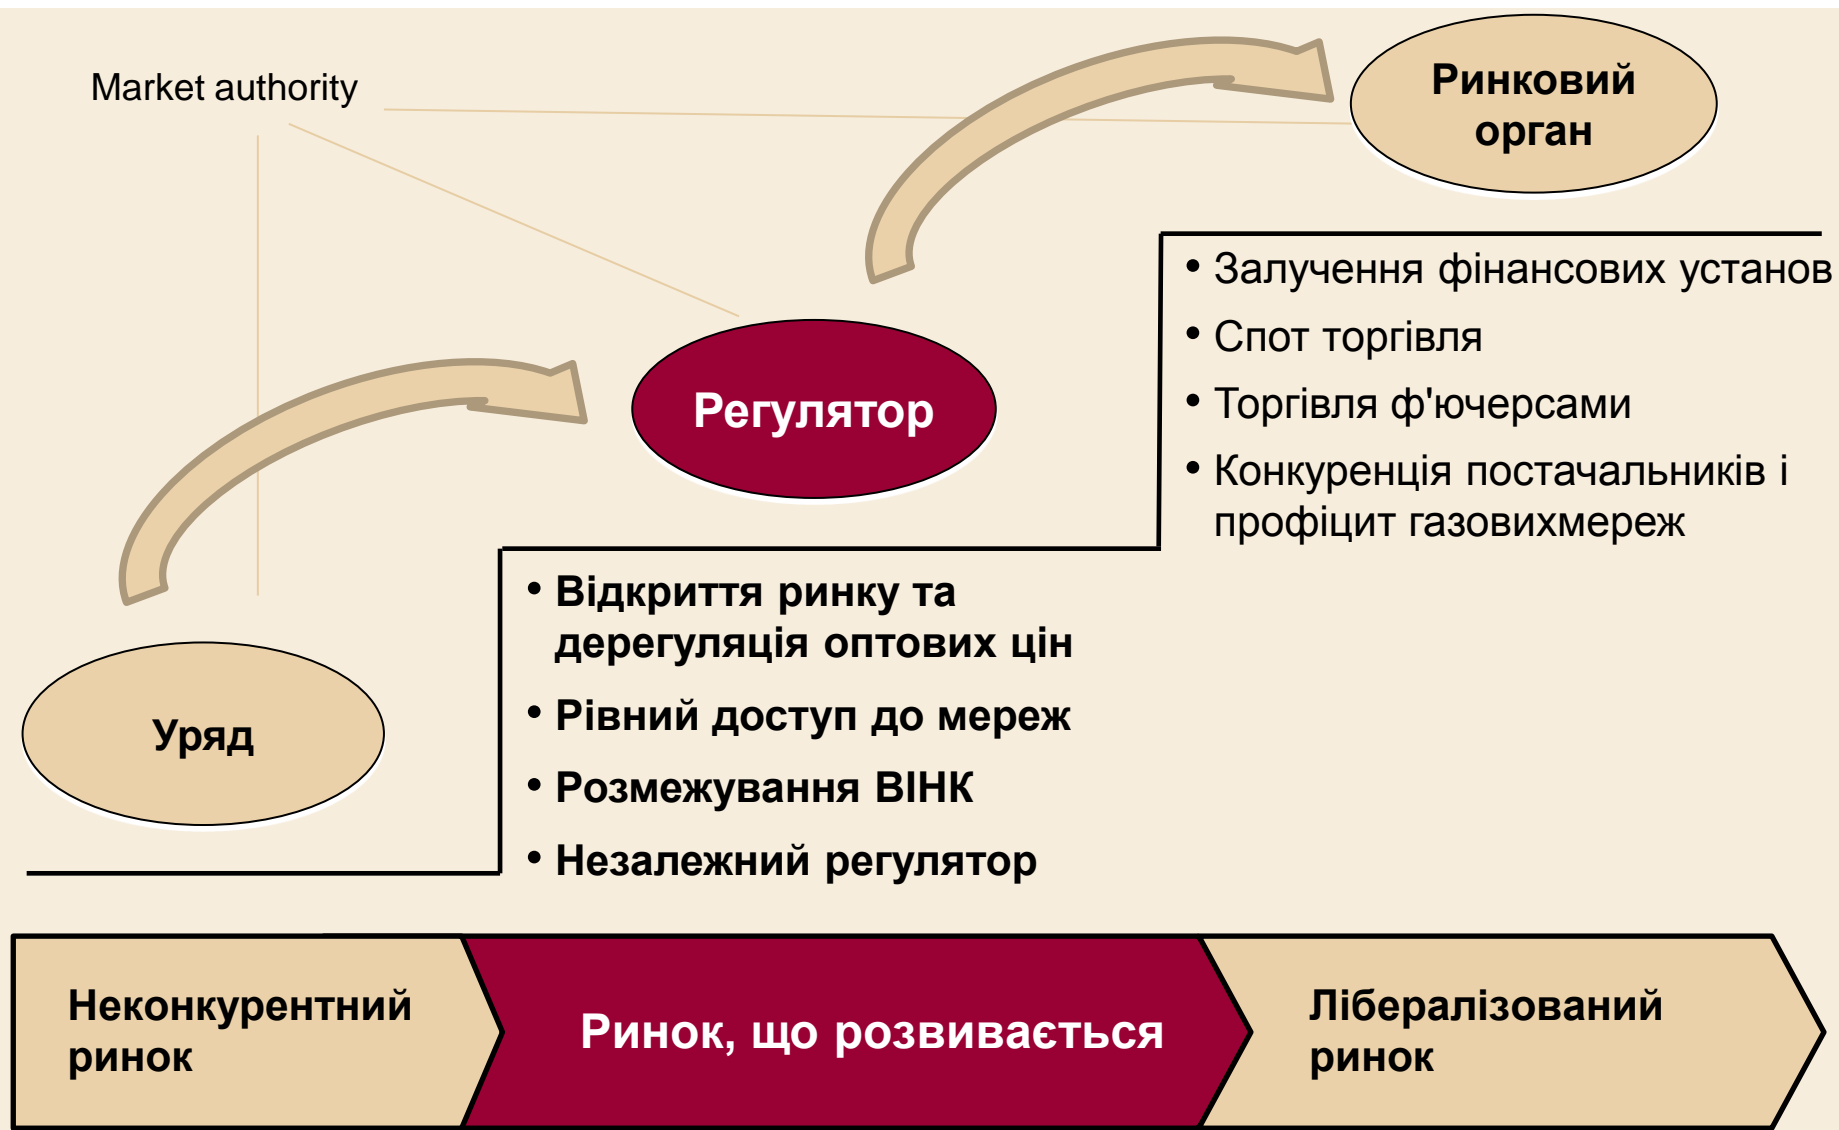 Market authority
Ринковий
орган
• Залучення фінансових установ
• Спот торгівля
• Торгівля ф'ючерсами
• Конкуренція постачальників і
профіцит газовихмереж
Регулятор
• Відкриття ринку та
дерегуляція оптових цін
• Рівний доступ до мереж
• Розмежування ВІНК
• Незалежний регулятор
Уряд
Неконкурентний
ринок
Ринок, що розвивається
Лібералізований
ринок